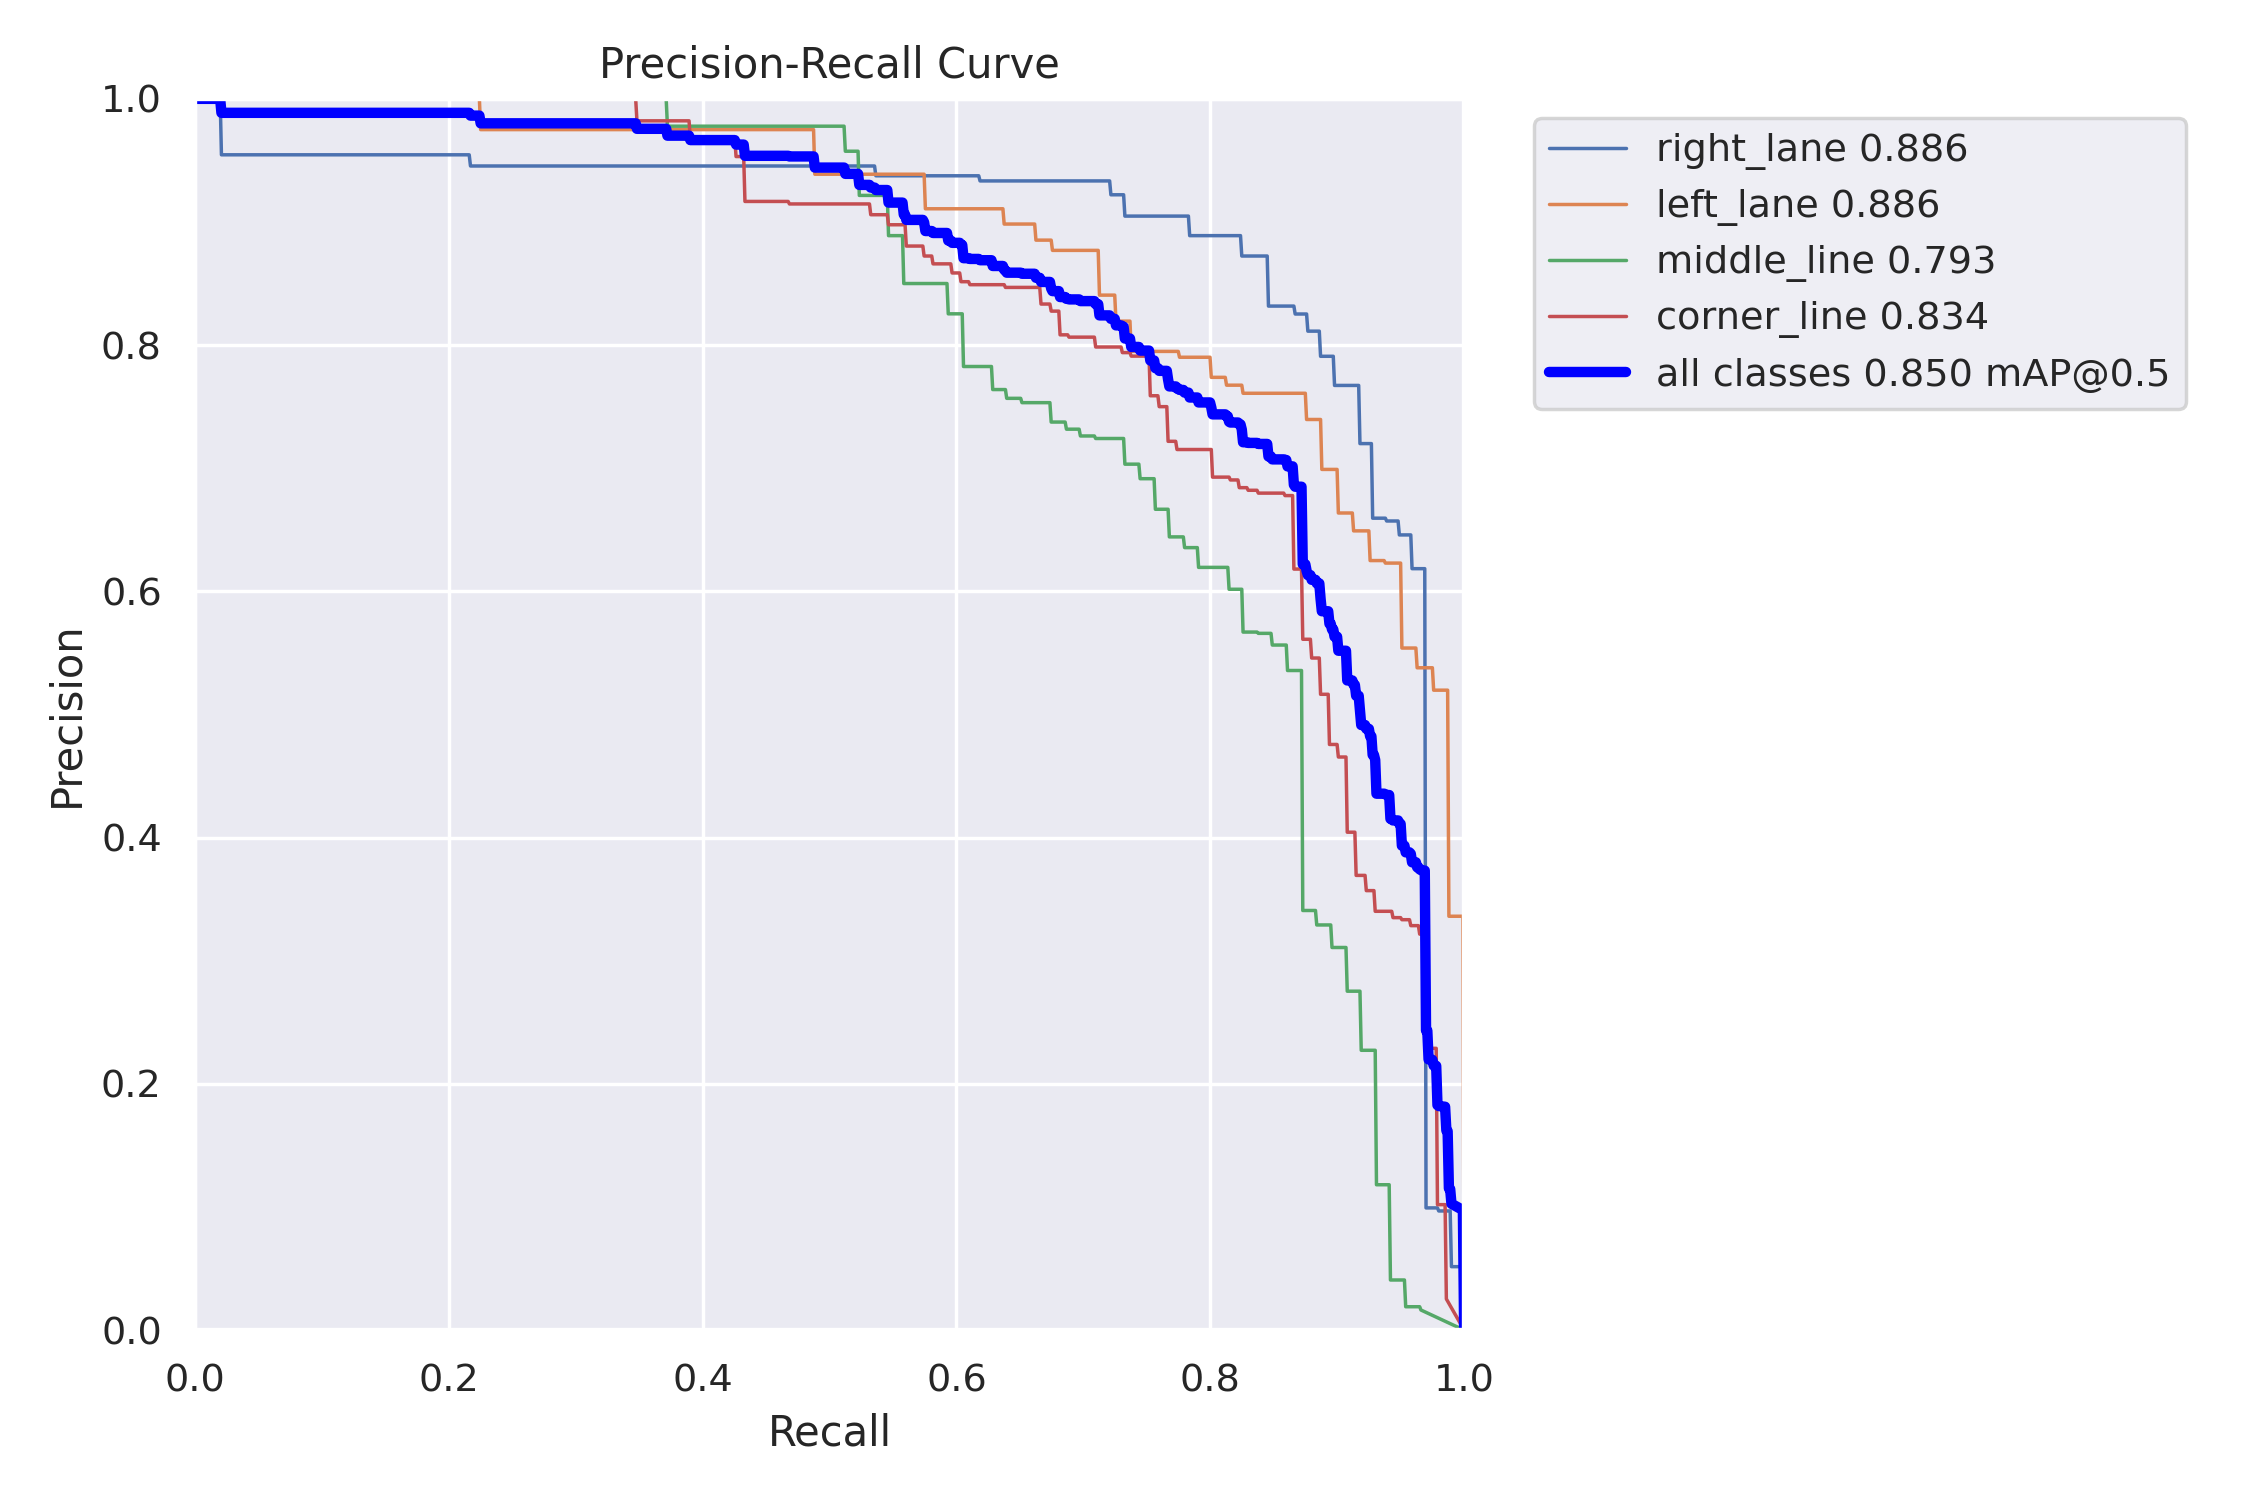 Precision-Recall Curve
1.0
0.8
0.6
0.4
0.2
0.0
Precision
0.0 0.2 0.4 0.6 0.8 1.0
Recall
right_lane 0.886
left_lane 0.886
middle_line 0.793
corner_line 0.834
all classes 0.850 mAP@0.5